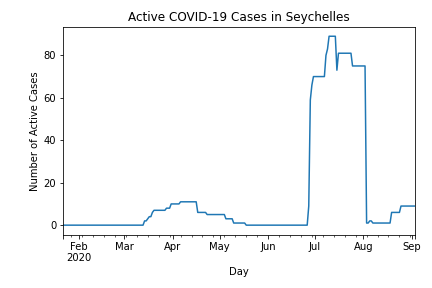 Active COVID-19 Cases in Seychelles
Number of Active Cases
80
60
40
20
0
Feb Mar Apr May Jun Jul Aug Sep
2020
Day